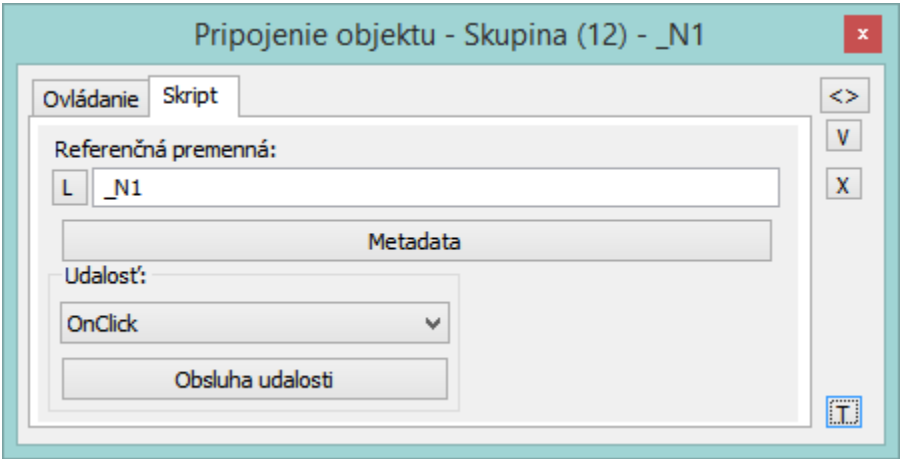 Pripojenie objektu - Skupina (12) - _N1
x
Ovládanie
Skript
<>
V
X
Referenčná premenná:
L
_N1
Metadata
Udalosť:
OnClick
Obsluha udalosti
T